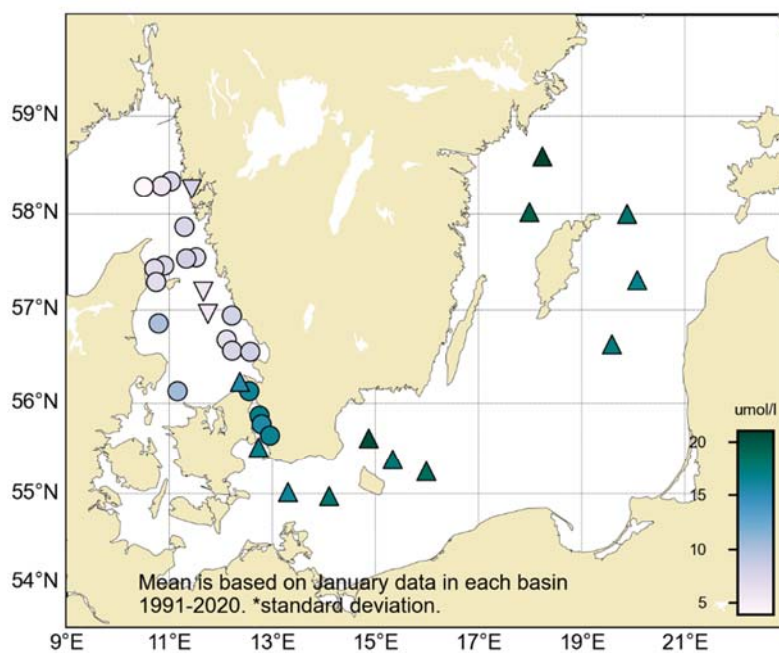 59°N
58°N
57°N
56°N
55°N
54°N
umol/l
20
15
10
5
Mean is based on January data in each basin
1991-2020. *standard deviation.
9°E 11°E 13°E 15°E 17°E 19°E 21°E